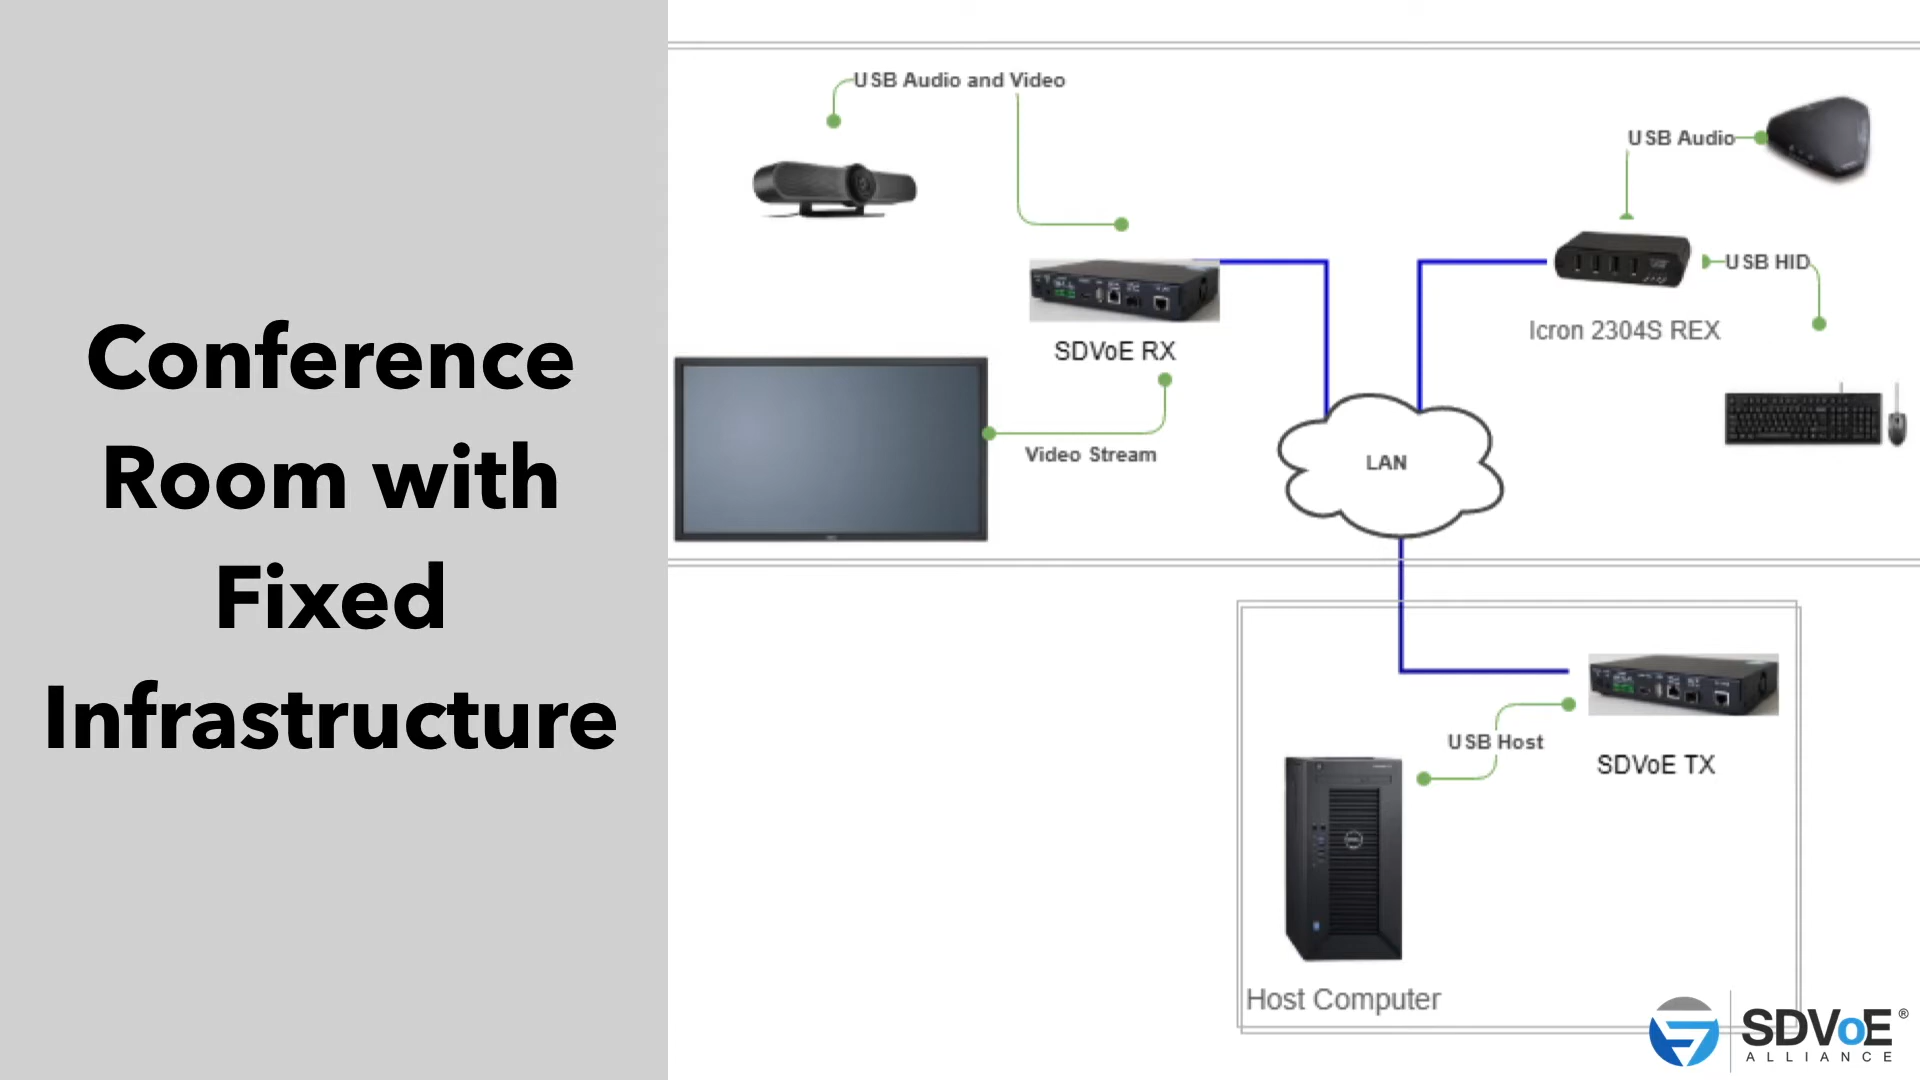 Conference
Room with
Fixed
Infrastructure
USB Audio and Video
USB Audio
USB HID
Icron 2304S REX
SDVoE RX
Video Stream
LAN
USB Host
SDVoE TX
Host Computer
SDVoE®
ALLIANCE